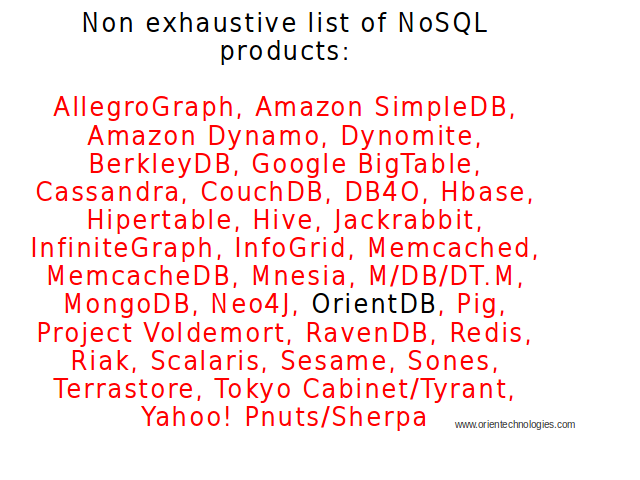 Non exhaustive list of NoSQL
products:
AllegroGraph, Amazon SimpleDB,
Amazon Dynamo, Dynomite,
BerkleyDB, Google BigTable,
Cassandra, CouchDB, DB4O, Hbase,
Hipertable, Hive, Jackrabbit,
InfiniteGraph, InfoGrid, Memcached,
MemcacheDB, Mnesia, M/DB/DT.M,
MongoDB, Neo4J, OrientDB, Pig,
Project Voldemort, RavenDB, Redis,
Riak, Scalaris, Sesame, Sones,
Terrastore, Tokyo Cabinet/Tyrant,
Yahoo! Pnuts/Sherpa
www.orientechnologies.com